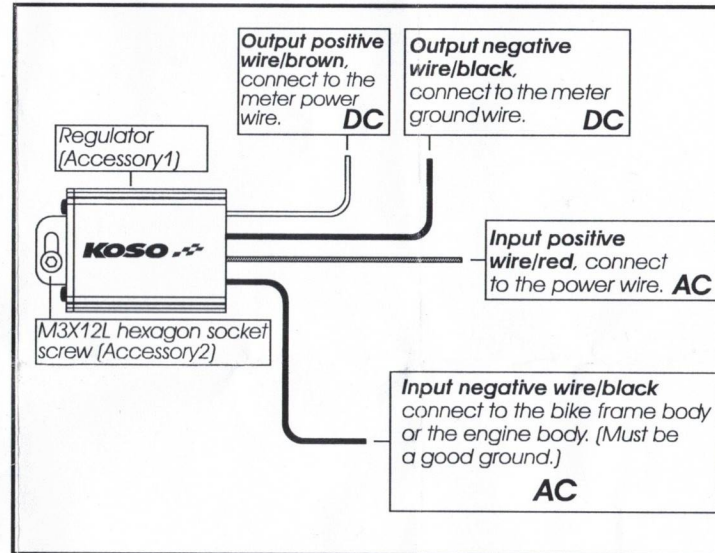 Output positive
wire/brown,
connect to the
meter power
wire. DC
Output negative
wire/black,
connect to the meter
ground wire. DC
Regulator
(Accessory1)
KOSO
Input positive
wire/red, connect
to the power wire. AC
M3X12L hexagon socket
screw (Accessory2)
Input negative wire/black
connect to the bike frame body
or the engine body. (Must be
a good ground.)
AC